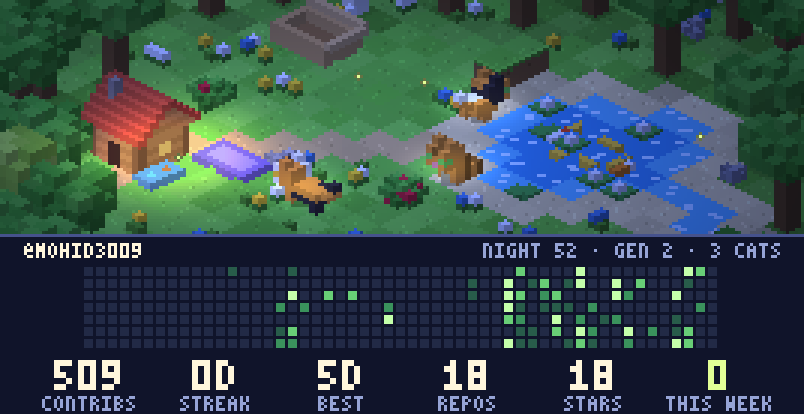 @MOHID3009
NIGHT 52 · GEN 2 · 3 CATS
509 0D 5D 18 18 0
CONTRIBS STREAK BEST REPOS STARS THIS WEEK